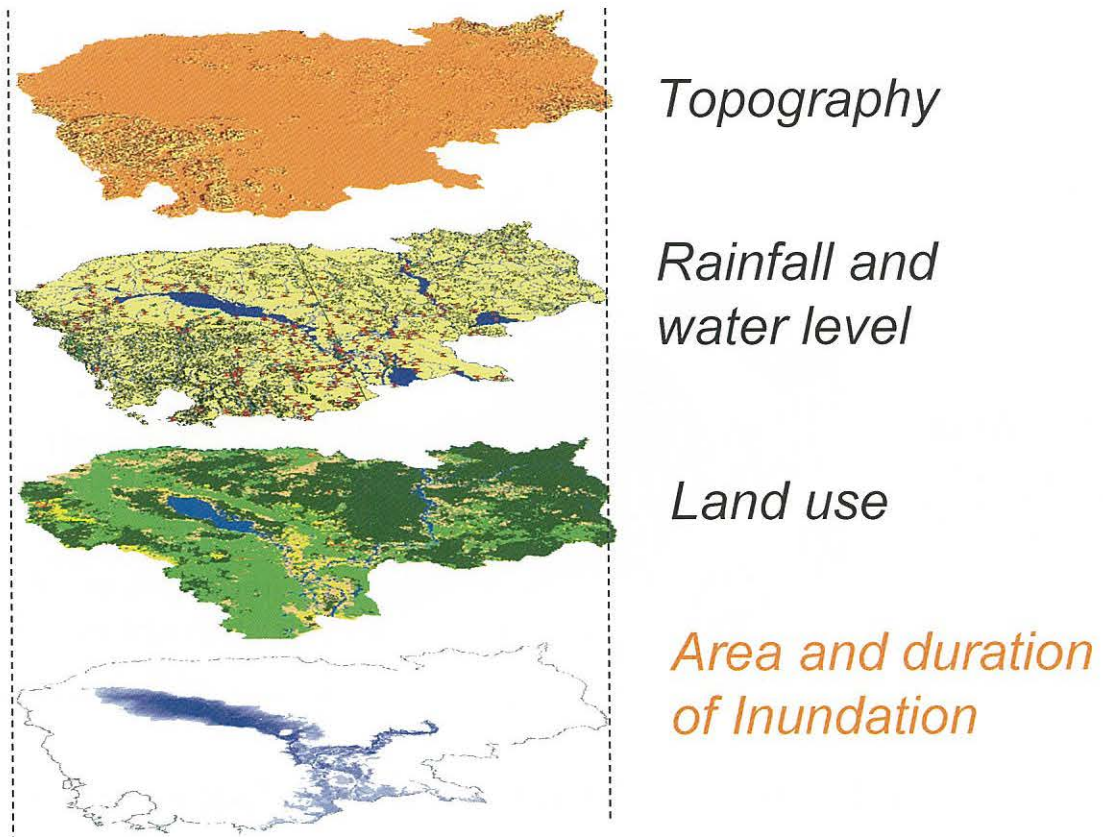 Topography
Rainfall and
water level
Land use
Area and duration
of Inundation